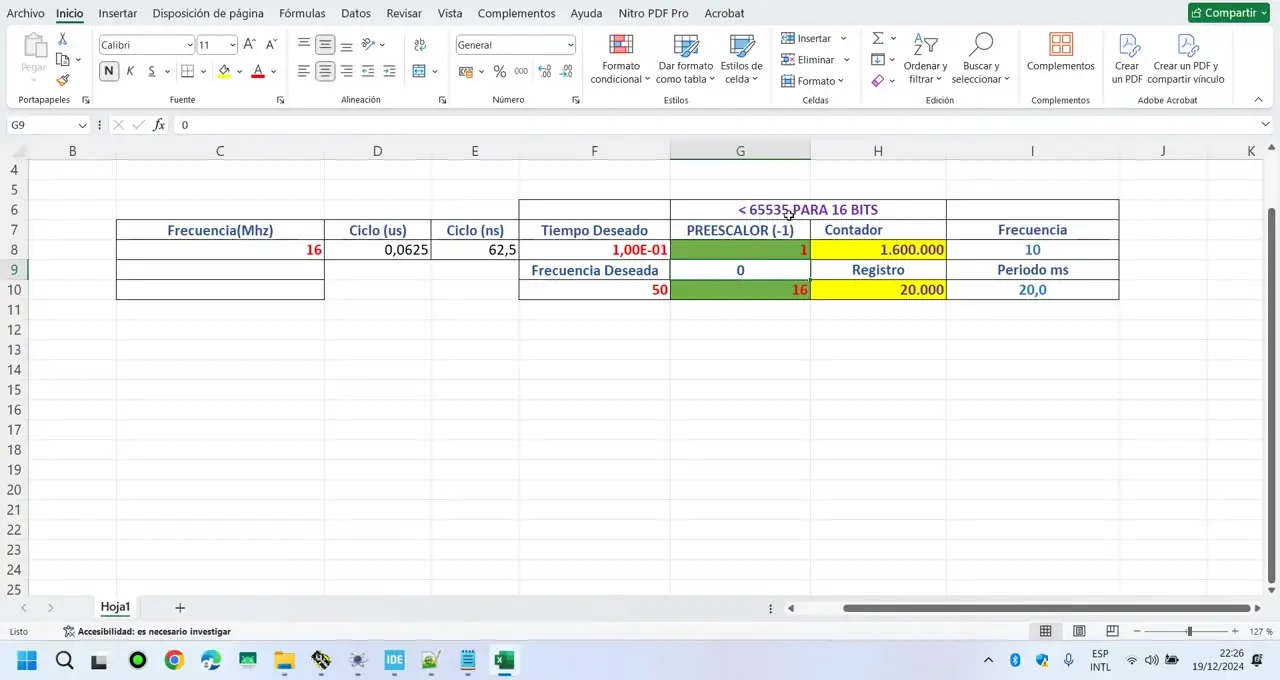 Archivo Inicio Insertar Disposición de página Fórmulas Datos Revisar Vista Complementos Ayuda Nitro PDF Pro Acrobat Compartir
Pegar
Calibri 11
N K S
General
% 000
Formato condicional
Dar formato como tabla
Estilos de celda
Insertar
Eliminar
Formato
Ordenar y filtrar
Buscar y seleccionar
Complementos
Crear un PDF
Crear un PDF y compartir vínculo
Portapapeles Fuente Alineación Número Estilos Celdas Edición Complementos Adobe Acrobat
G9 fx 0
B C D E F G H I J K
4
5
6 < 65535 PARA 16 BITS
7 Frecuencia(Mhz) Ciclo (us) Ciclo (ns) Tiempo Deseado PREESCALOR (-1) Contador Frecuencia
8 16 0,0625 62,5 1,00E-01 1 1.600.000 10
9 Frecuencia Deseada 0 Registro Periodo ms
10 50 16 20.000 20,0
11
12
13
14
15
16
17
18
19
20
21
22
23
24
25
Hoja1
Listo Accesibilidad: es necesario investigar 127 %
IDE
ESP
INTL
22:26
19/12/2024